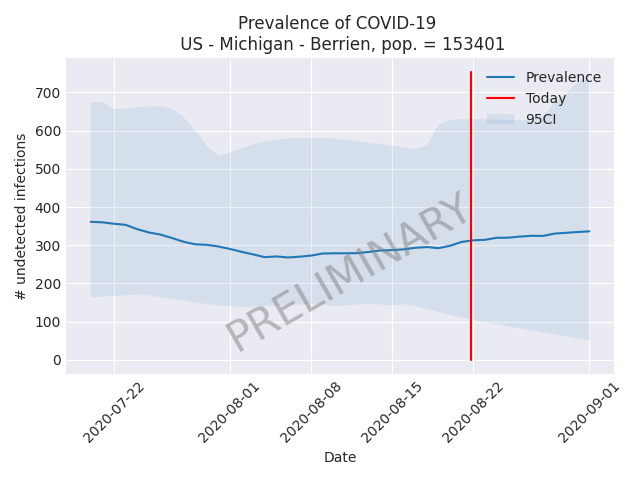 Prevalence of COVID-19
US - Michigan - Berrien, pop. = 153401
Prevalence
Today
95CI
700
600
500
400
300
200
100
0
# undetected infections
PRELIMINARY
2020-07-22
2020-08-01
2020-08-08
2020-08-15
2020-08-22
2020-09-01
Date